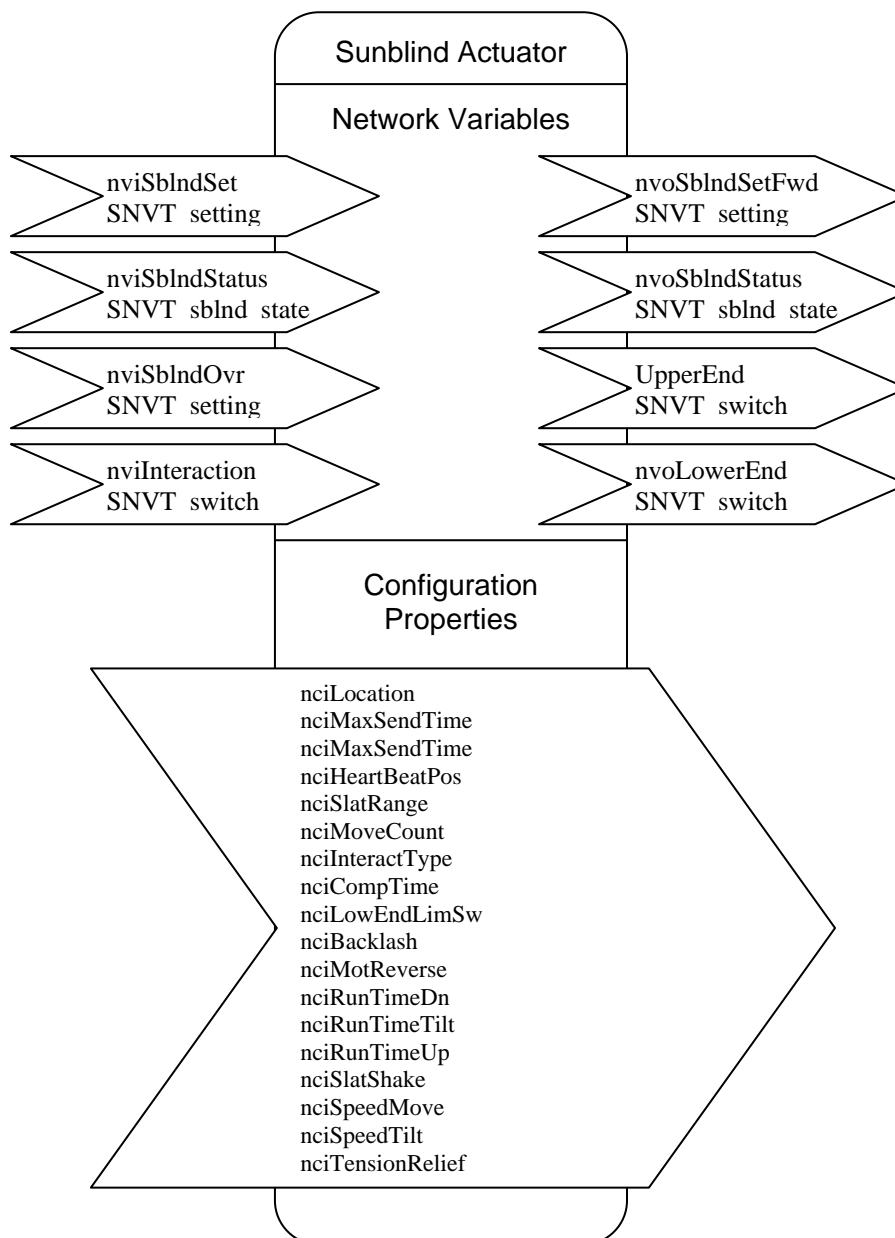 Sunblind Actuator
Network Variables
nviSblndSet
SNVT setting
nvoSblndSetFwd
SNVT setting
nviSblndStatus
SNVT sblnd state
nvoSblndStatus
SNVT sblnd state
nviSblndOvr
SNVT setting
UpperEnd
SNVT switch
nviInteraction
SNVT switch
nvoLowerEnd
SNVT switch
Configuration
Properties
nciLocation
nciMaxSendTime
nciMaxSendTime
nciHeartBeatPos
nciSlatRange
nciMoveCount
nciInteractType
nciCompTime
nciLowEndLimSw
nciBacklash
nciMotReverse
nciRunTimeDn
nciRunTimeTilt
nciRunTimeUp
nciSlatShake
nciSpeedMove
nciSpeedTilt
nciTensionRelief